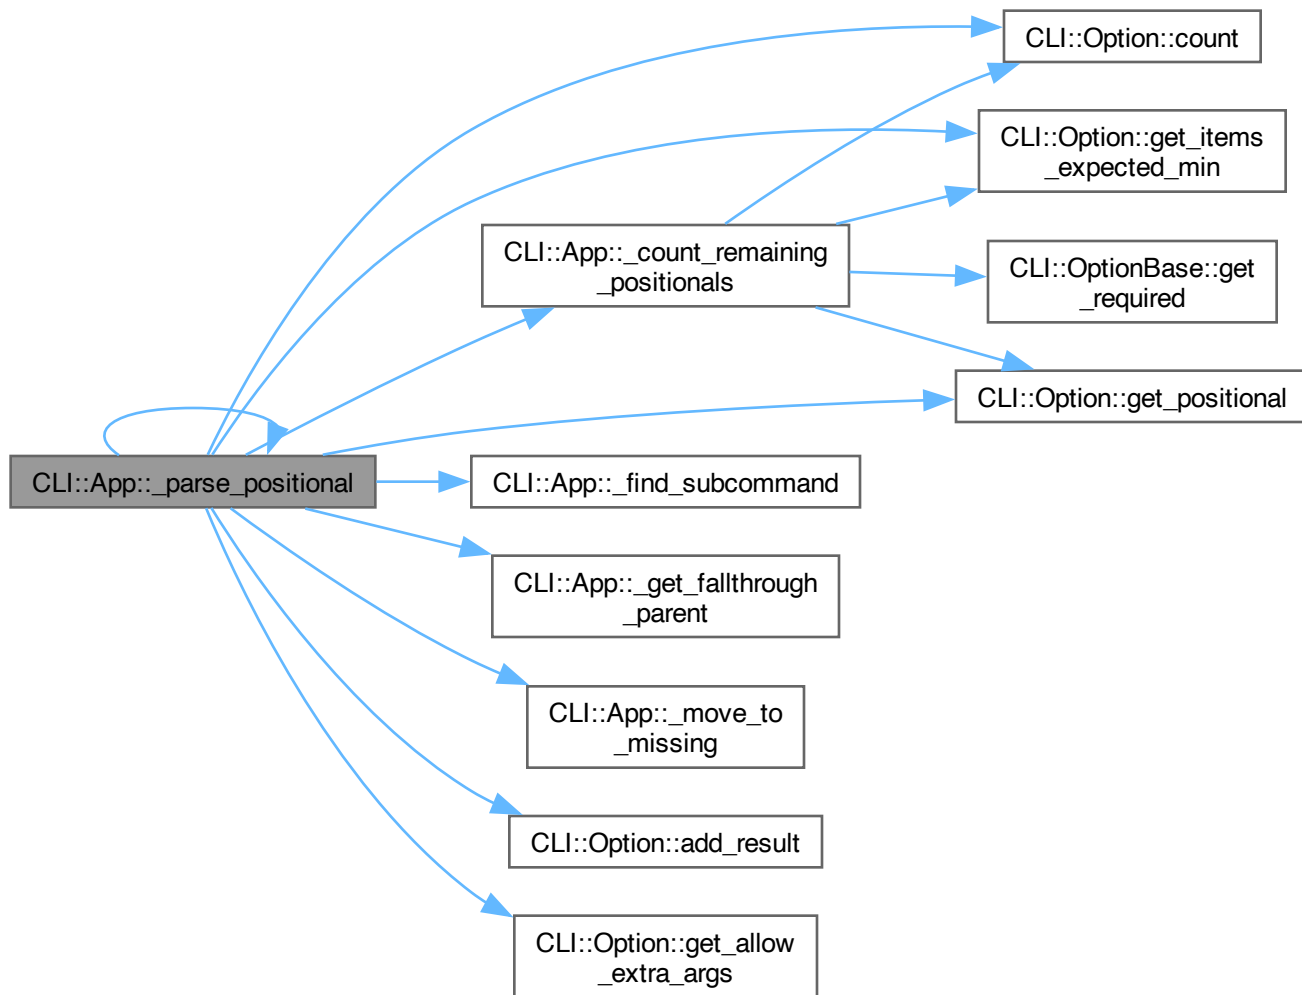 CLI::Option::count
CLI::Option::get_items
_expected_min
CLI::App::_count_remaining
_positionals
CLI::OptionBase::get
_required
CLI::Option::get_positional
CLI::App::_parse_positional
CLI::App::_find_subcommand
CLI::App::_get_fallthrough
_parent
CLI::App::_move_to
_missing
CLI::Option::add_result
CLI::Option::get_allow
_extra_args